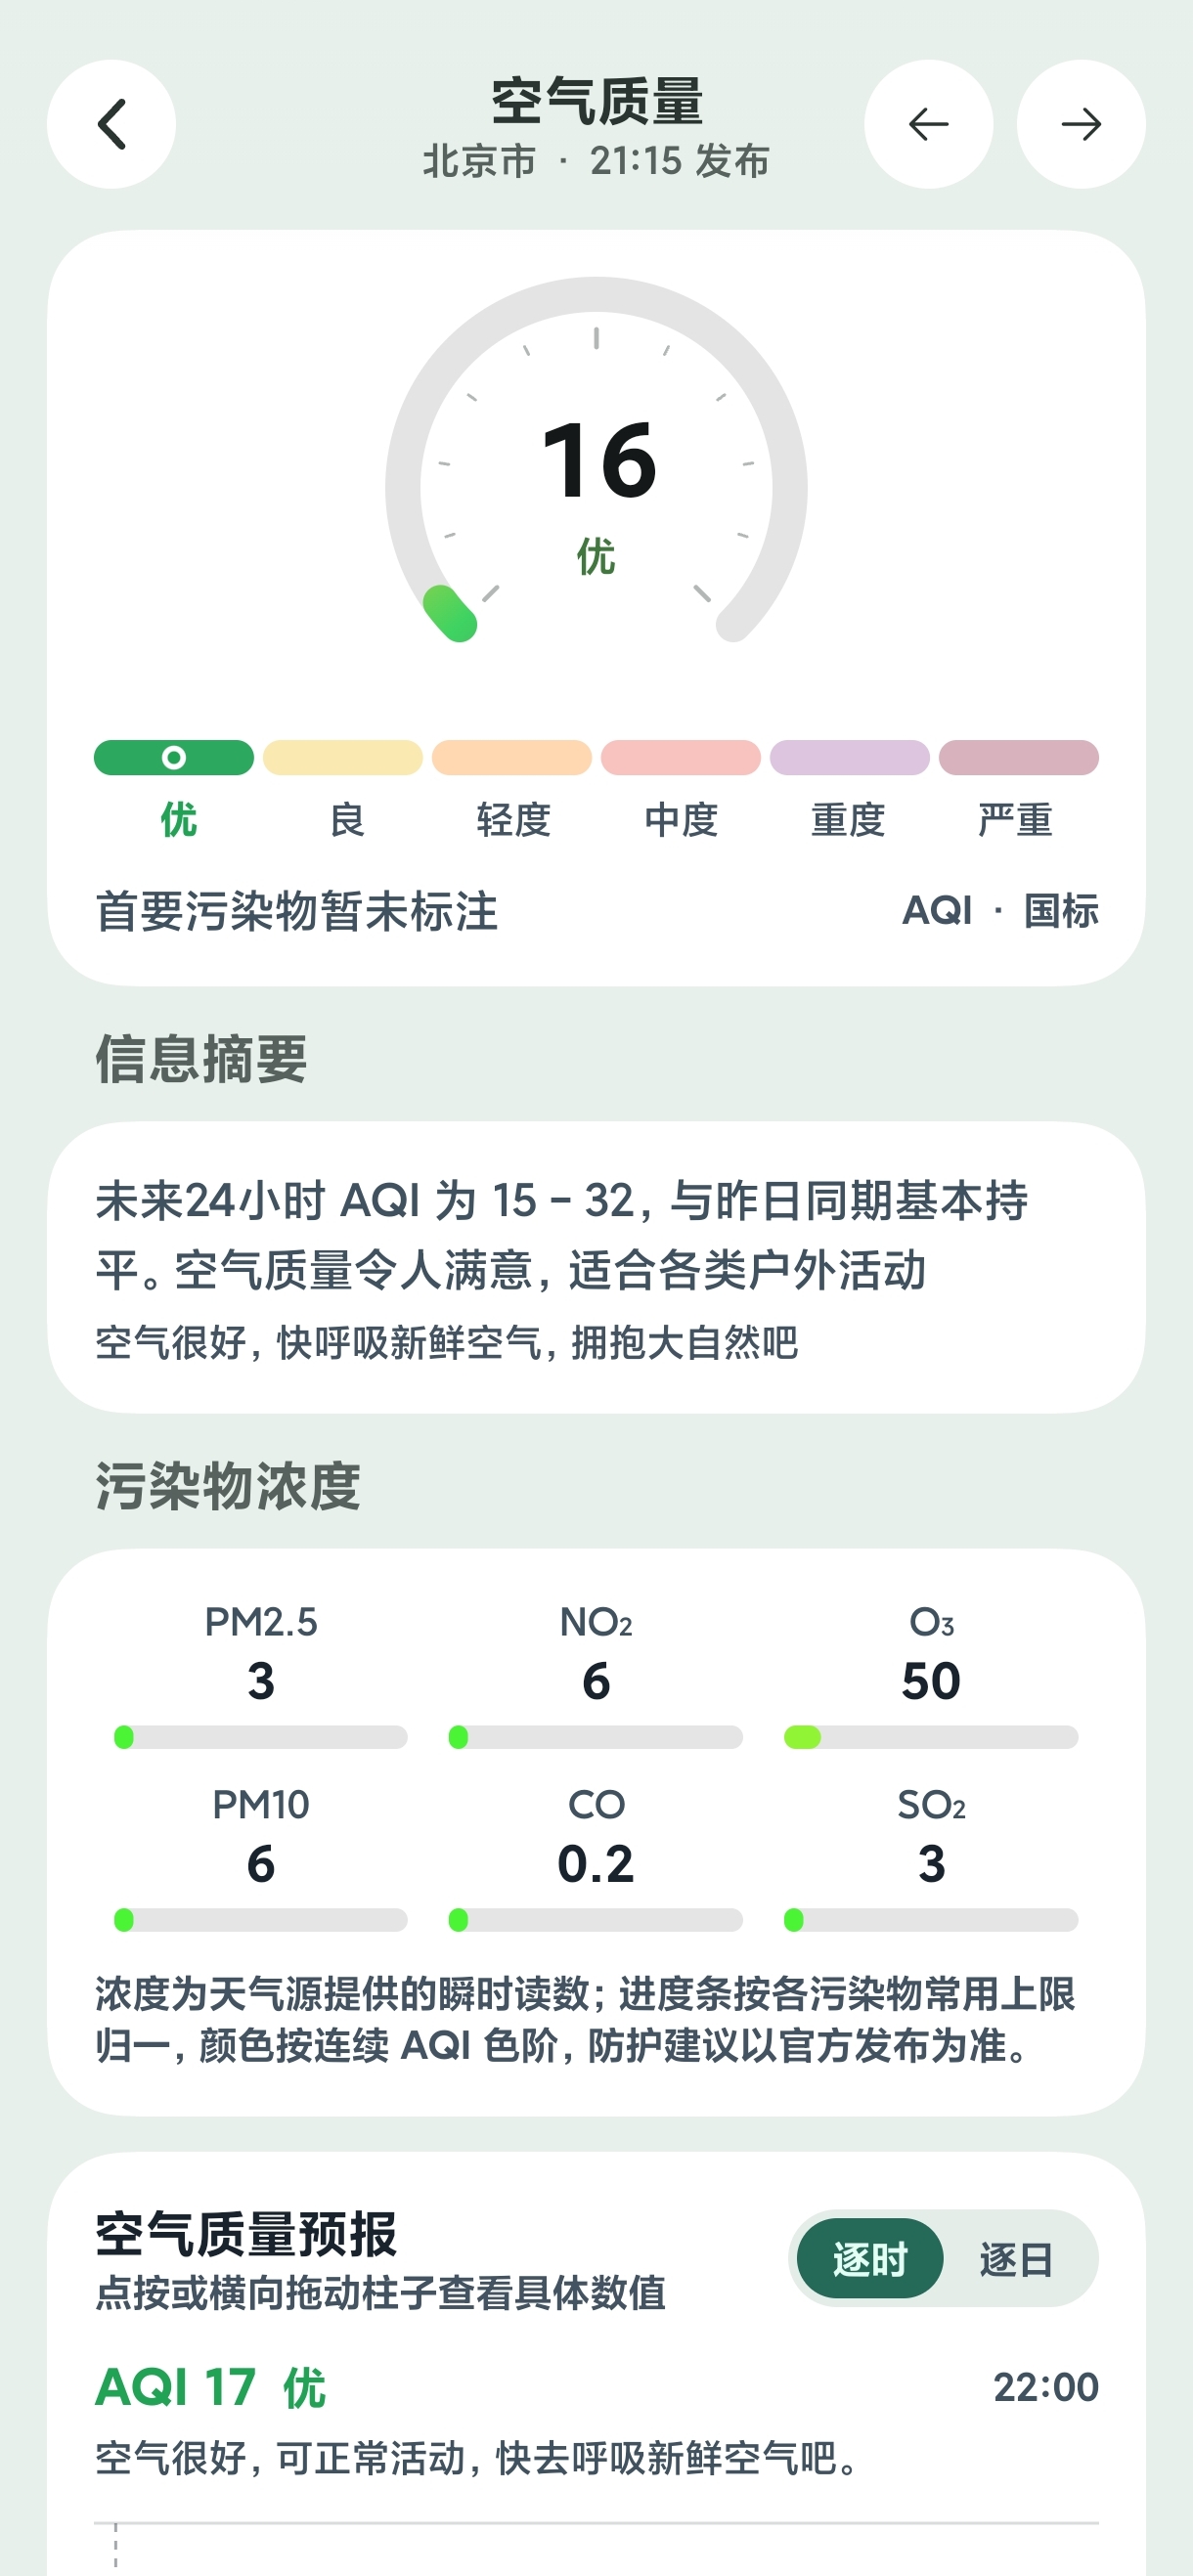 空气质量
北京市 · 21:15 发布
16
优
优 良 轻度 中度 重度 严重
首要污染物暂未标注 AQI · 国标
信息摘要
未来24小时 AQI 为 15 – 32, 与昨日同期基本持
平。空气质量令人满意, 适合各类户外活动
空气很好, 快呼吸新鲜空气, 拥抱大自然吧
污染物浓度
PM2.5 NO₂ O₃
3 6 50
PM10 CO SO₂
6 0.2 3
浓度为天气源提供的瞬时读数; 进度条按各污染物常用上限
归一, 颜色按连续 AQI 色阶, 防护建议以官方发布为准。
空气质量预报
点按或横向拖动柱子查看具体数值
逐时 逐日
AQI 17 优 22:00
空气很好, 可正常活动, 快去呼吸新鲜空气吧。